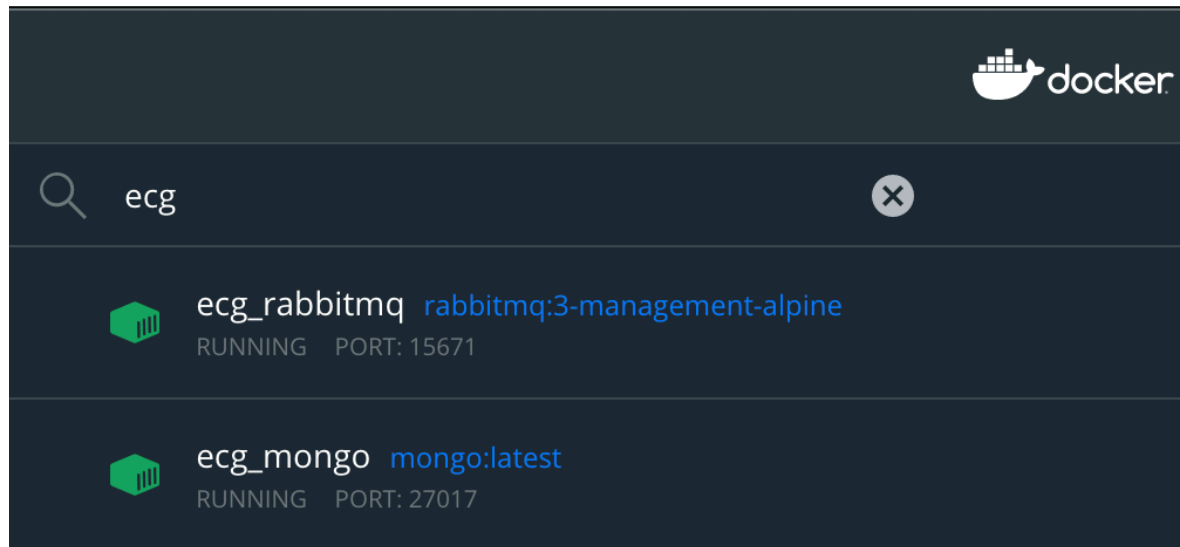 docker
ecg
ecg_rabbitmq rabbitmq:3-management-alpine
RUNNING PORT: 15671
ecg_mongo mongo:latest
RUNNING PORT: 27017